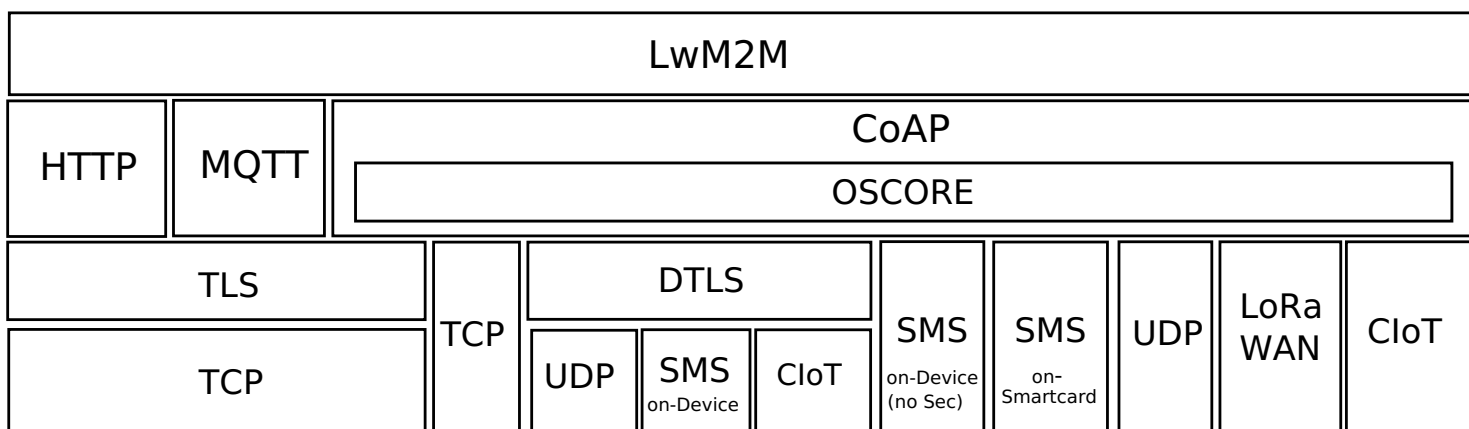 LwM2M
HTTP
MQTT
CoAP
OSCORE
TLS
TCP
TCP
DTLS
UDP
SMS
on-Device
CIoT
SMS
on-Device
(no Sec)
SMS
on-
Smartcard
UDP
LoRa
WAN
CIoT